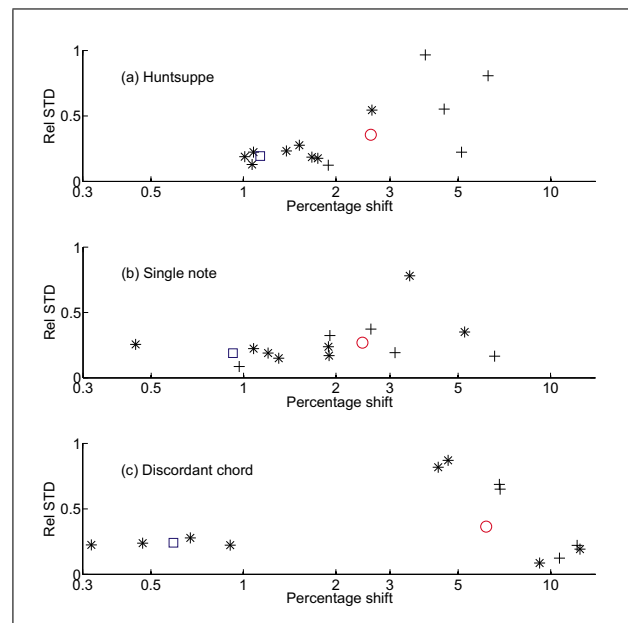 1
(a) Huntsuppe
Rel STD
0.5
0
0.3 0.5 1 2 3 5 10
Percentage shift
1
(b) Single note
Rel STD
0.5
0
0.3 0.5 1 2 3 5 10
Percentage shift
1
(c) Discordant chord
Rel STD
0.5
0
0.3 0.5 1 2 3 5 10
Percentage shift